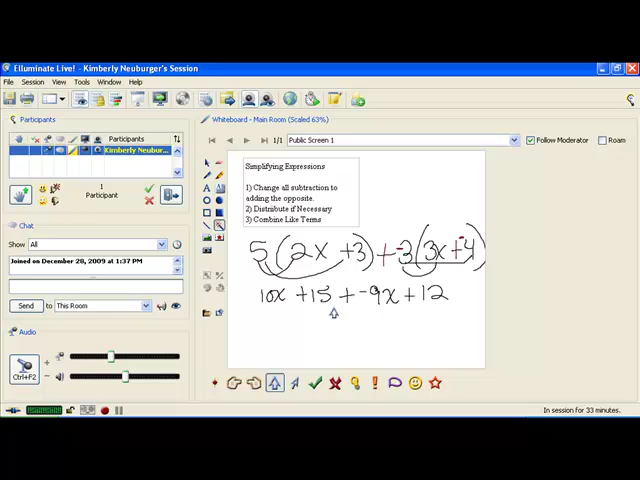 Elluminate Live! - Kimberly Neuburger's Session
File Session View Tools Window Help
Participants
Participants
Kimberly Neubur...
1
Participant
Chat
Show All
Joined on December 28, 2009 at 1:37 PM
Send to This Room
Audio
Ctrl+F2
Whiteboard - Main Room (Scaled 63%)
1/1 Public Screen 1 Follow Moderator Roam
Simplifying Expressions
1) Change all subtraction to
adding the opposite.
2) Distribute if Necessary
3) Combine Like Terms
5(2x+3)+-3(3x+-4)
10x+15+-9x+12
In session for 33 minutes.